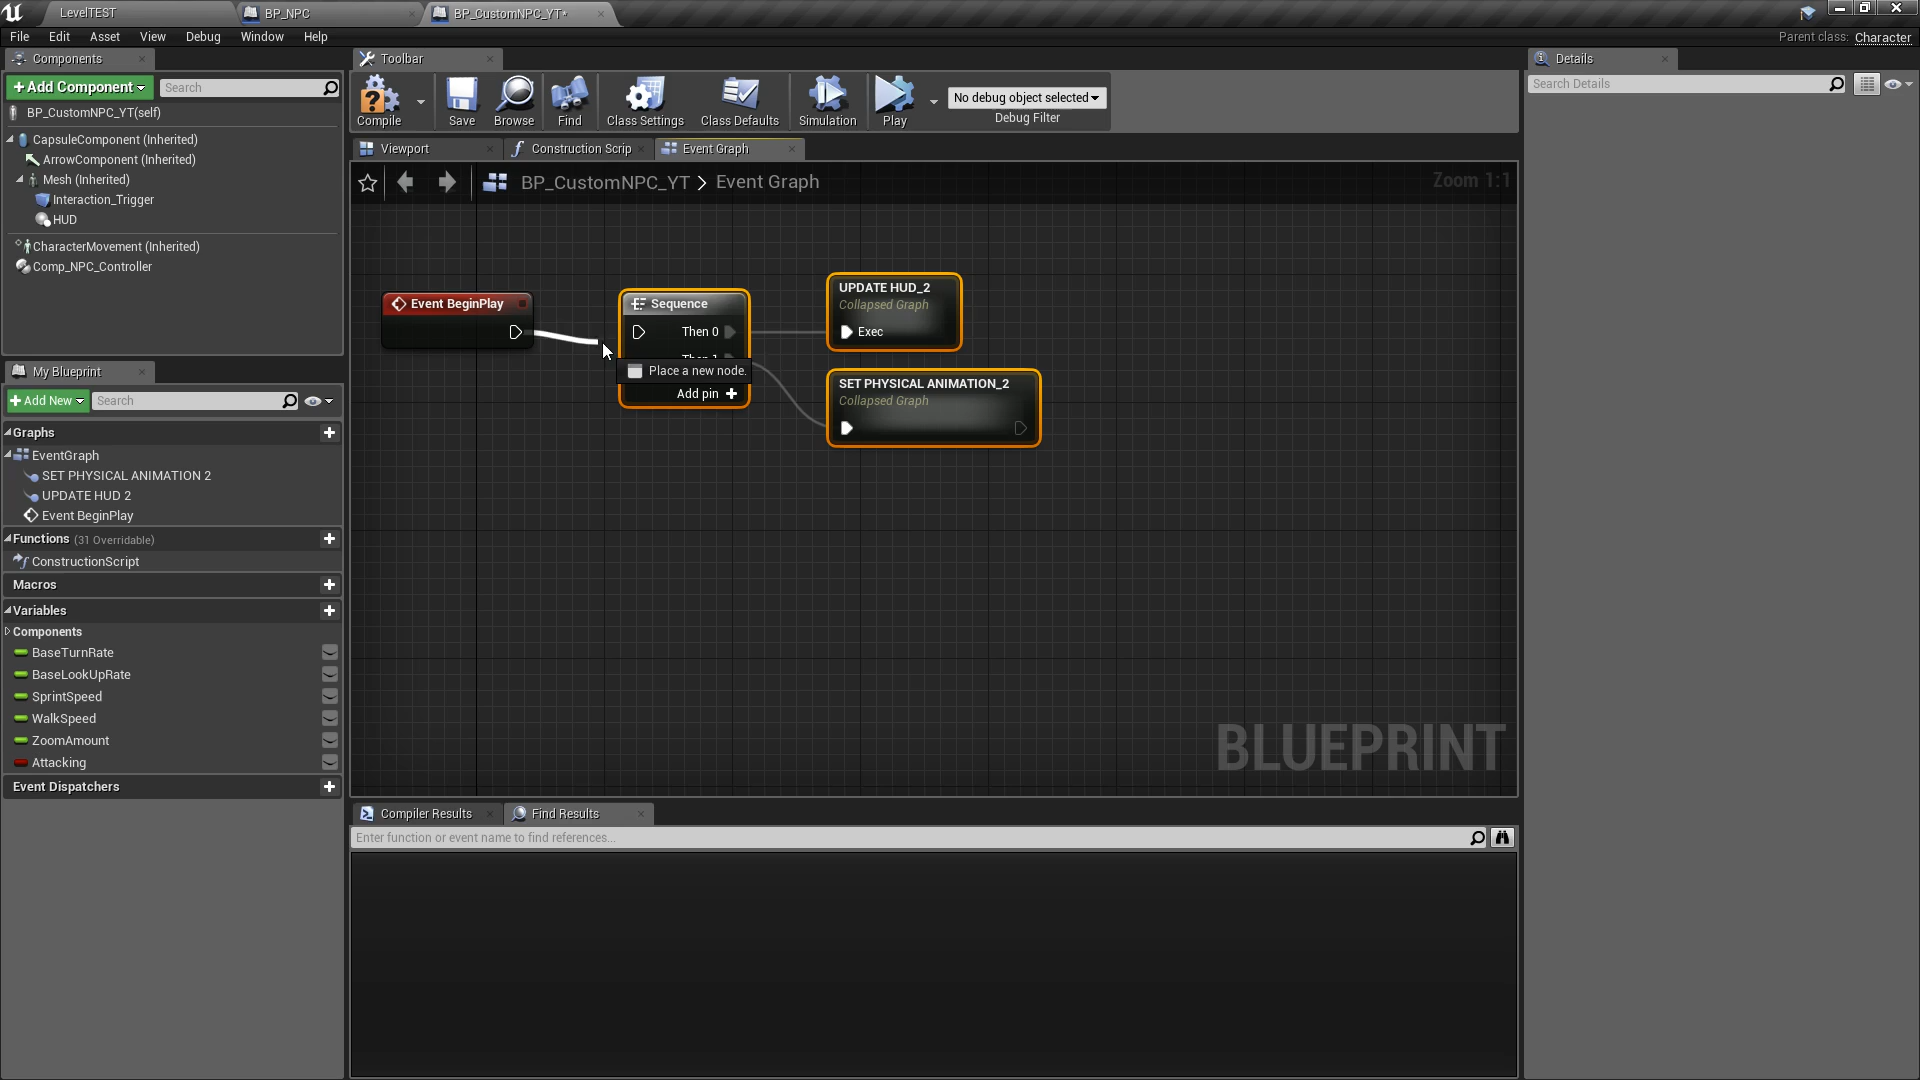 LevelTEST
BP_NPC
BP_CustomNPC_YT*
File Edit Asset View Debug Window Help
Parent class: Character
Components
Add Component
Search
BP_CustomNPC_YT(self)
CapsuleComponent (Inherited)
ArrowComponent (Inherited)
Mesh (Inherited)
Interaction_Trigger
HUD
CharacterMovement (Inherited)
Comp_NPC_Controller
My Blueprint
Add New
Search
Graphs
EventGraph
SET PHYSICAL ANIMATION 2
UPDATE HUD 2
Event BeginPlay
Functions (31 Overridable)
ConstructionScript
Macros
Variables
Components
BaseTurnRate
BaseLookUpRate
SprintSpeed
WalkSpeed
ZoomAmount
Attacking
Event Dispatchers
Toolbar
Compile
Save
Browse
Find
Class Settings
Class Defaults
Simulation
Play
No debug object selected
Debug Filter
Viewport
Construction Scrip
Event Graph
BP_CustomNPC_YT > Event Graph
Zoom 1:1
Event BeginPlay
Sequence
Then 0
Then 1
Place a new node.
Add pin
UPDATE HUD_2
Collapsed Graph
Exec
SET PHYSICAL ANIMATION_2
Collapsed Graph
BLUEPRINT
Compiler Results
Find Results
Enter function or event name to find references...
Details
Search Details